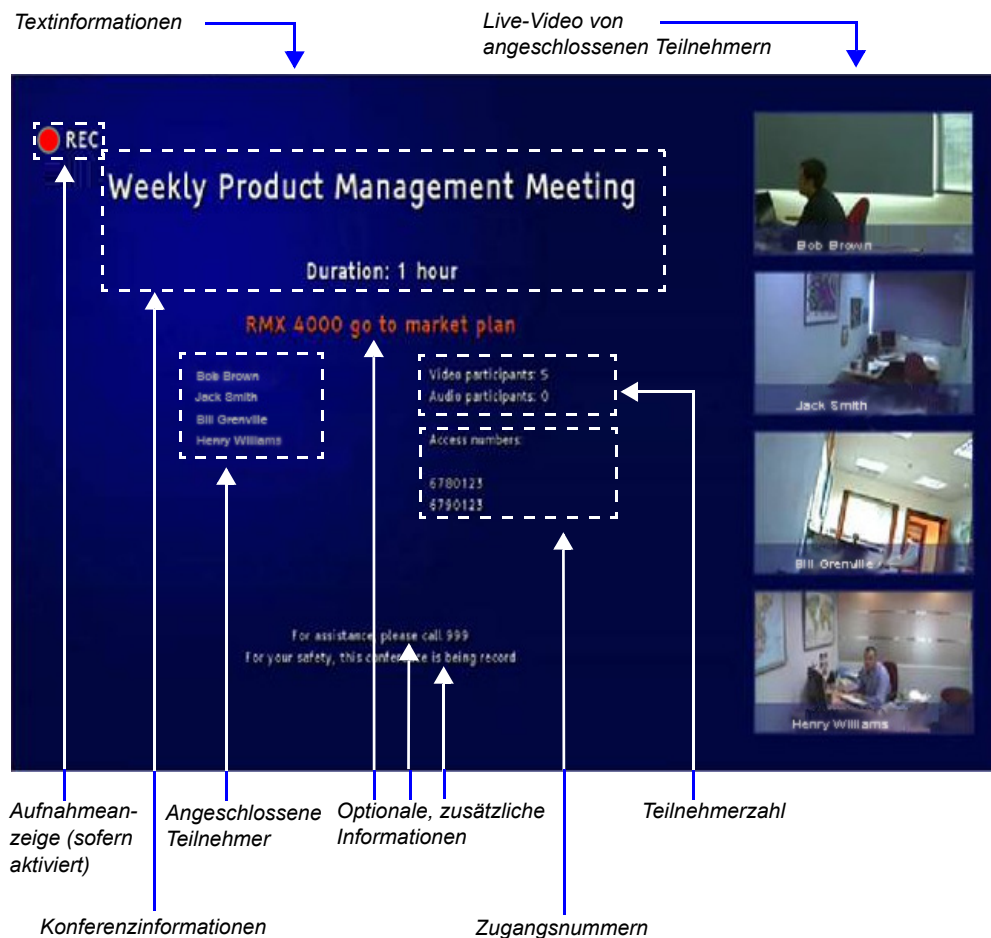 Textinformationen
Live-Video von
angeschlossenen Teilnehmern
REC
Weekly Product Management Meeting
Duration: 1 hour
RMX 4000 go to market plan
Bob Brown
Jack Smith
Bill Grenville
Henry Williams
Video participants: 5
Audio participants: 0
Access numbers:
6780123
6790123
For assistance, please call 999
For your safety, this conference is being record
Bob Brown
Jack Smith
Bill Grenville
Henry Williams
Aufnahmean-
zeige (sofern
aktiviert)
Angeschlossene
Teilnehmer
Optionale, zusätzliche
Informationen
Teilnehmerzahl
Konferenzinformationen
Zugangsnummern